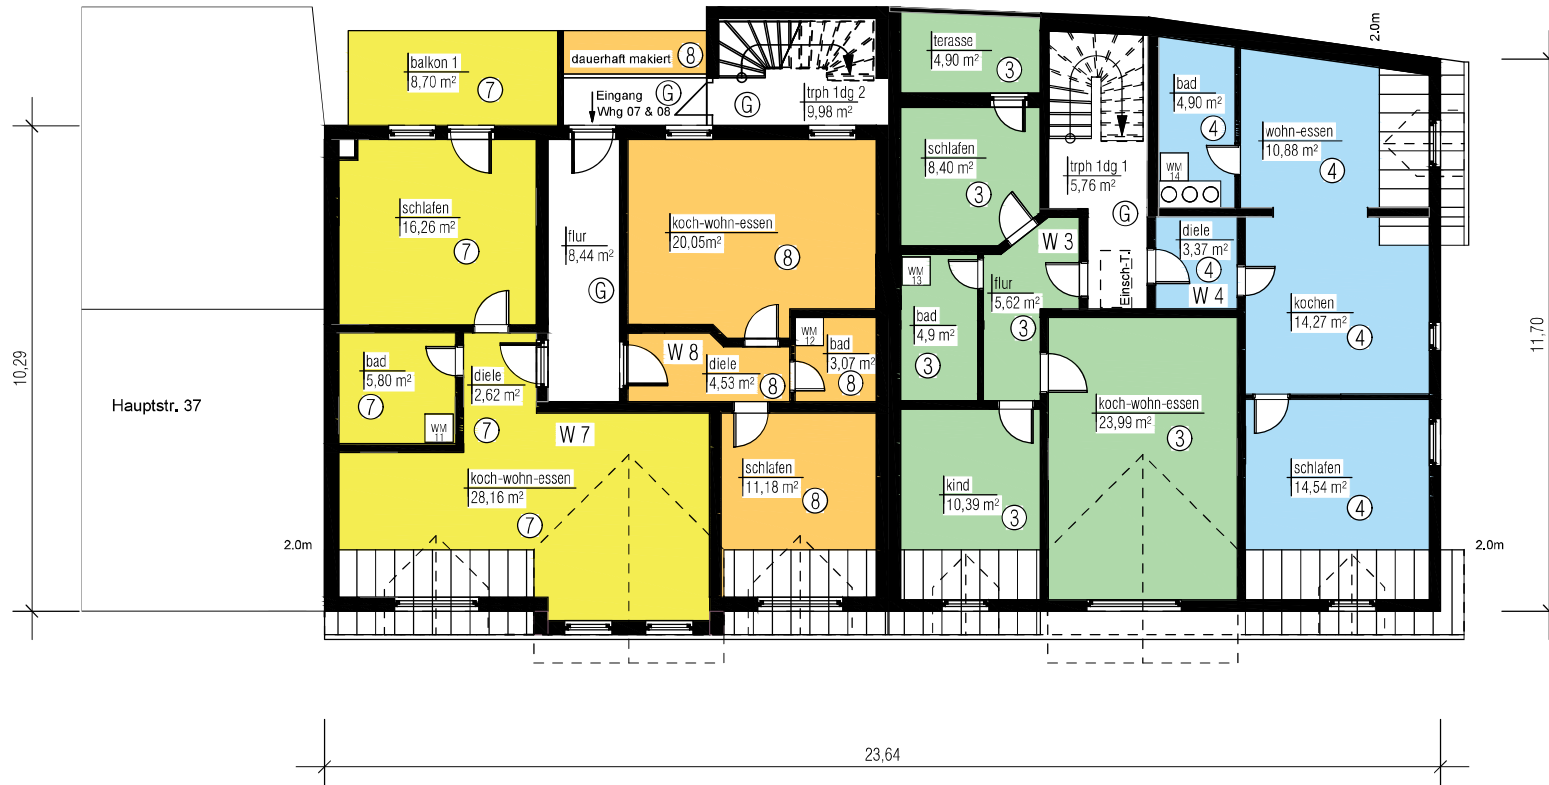 balkon 1
8,70 m²
7
dauerhaft makiert
8
Eingang
Whg 07 & 08
G
G
trph 1dg 2
9,98 m²
terasse
4,90 m²
3
2.0m
bad
4,90 m²
4
wohn-essen
10,88 m²
4
schlafen
8,40 m²
3
trph 1dg 1
5,76 m²
G
WM
14
schlafen
16,26 m²
7
flur
8,44 m²
G
koch-wohn-essen
20,05m²
8
W 3
diele
3,37 m²
4
W 4
Einsch-T.
WM
13
flur
5,62 m²
3
bad
4,9 m²
3
kochen
14,27 m²
4
10,29
11,70
Hauptstr. 37
bad
5,80 m²
7
WM
11
diele
2,62 m²
7
W 8
diele
4,53 m²
8
WM
12
bad
3,07 m²
8
W 7
koch-wohn-essen
28,16 m²
7
schlafen
11,18 m²
8
kind
10,39 m²
3
koch-wohn-essen
23,99 m²
3
schlafen
14,54 m²
4
2.0m
2.0m
23,64